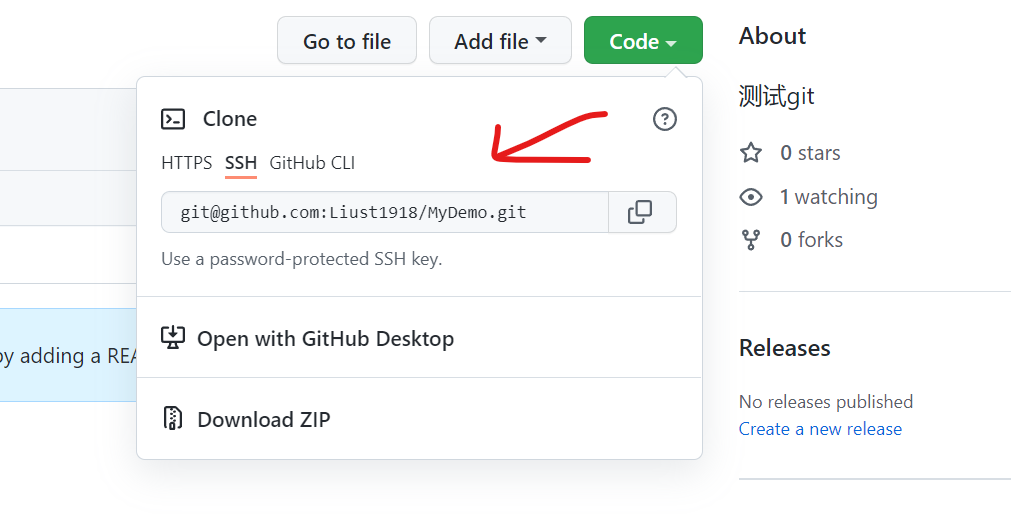 Go to file
Add file
Code
Clone
HTTPS SSH GitHub CLI
git@github.com:Liust1918/MyDemo.git
Use a password-protected SSH key.
Open with GitHub Desktop
Download ZIP
by adding a REA
About
测试git
0 stars
1 watching
0 forks
Releases
No releases published
Create a new release